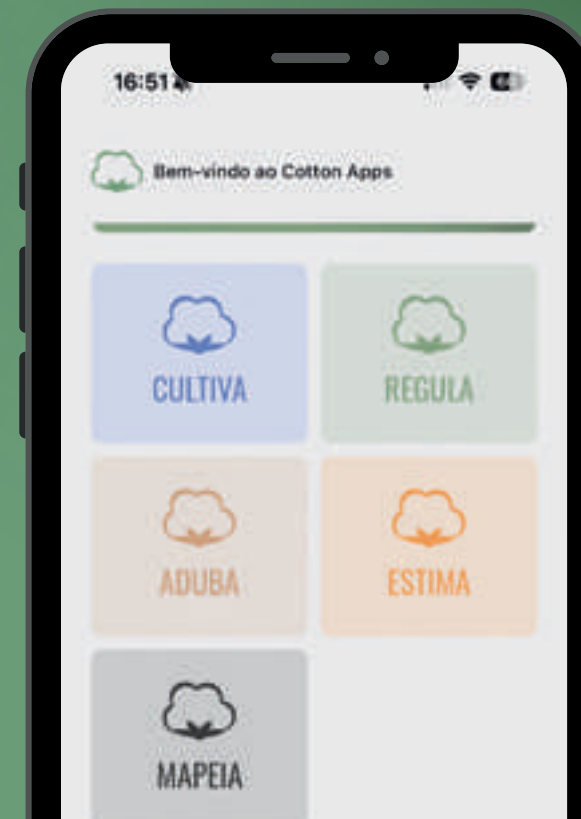 16:51
Bem-vindo ao Cotton Apps
CULTIVA
REGULA
ADUBA
ESTIMA
MAPEIA